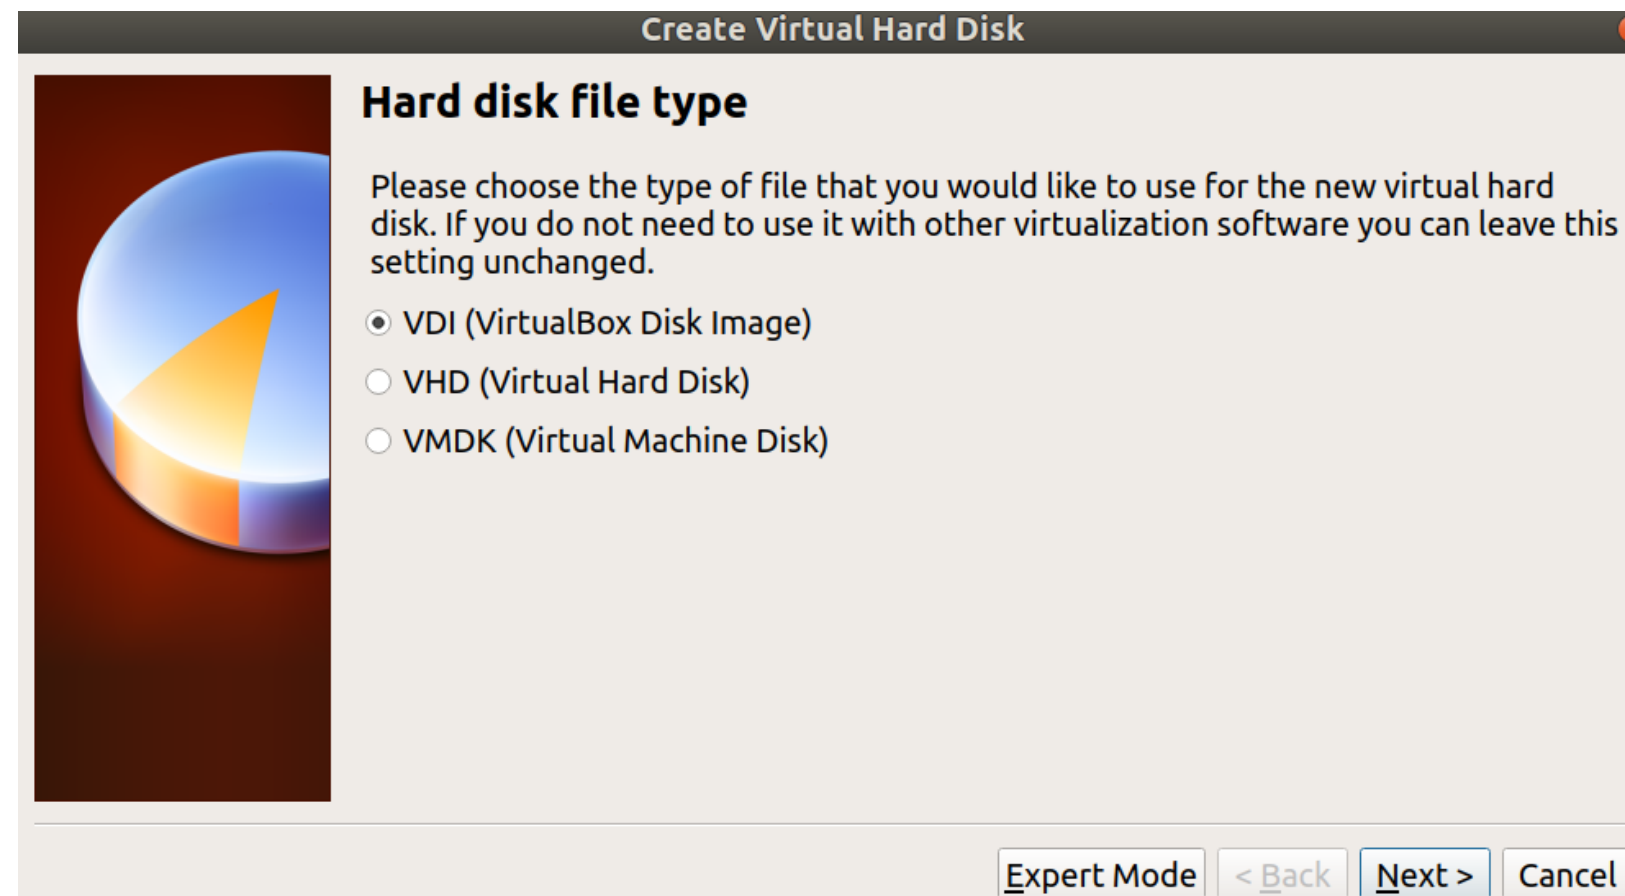 Create Virtual Hard Disk
Hard disk file type
Please choose the type of file that you would like to use for the new virtual hard
disk. If you do not need to use it with other virtualization software you can leave this
setting unchanged.
VDI (VirtualBox Disk Image)
VHD (Virtual Hard Disk)
VMDK (Virtual Machine Disk)
Expert Mode < Back Next > Cancel